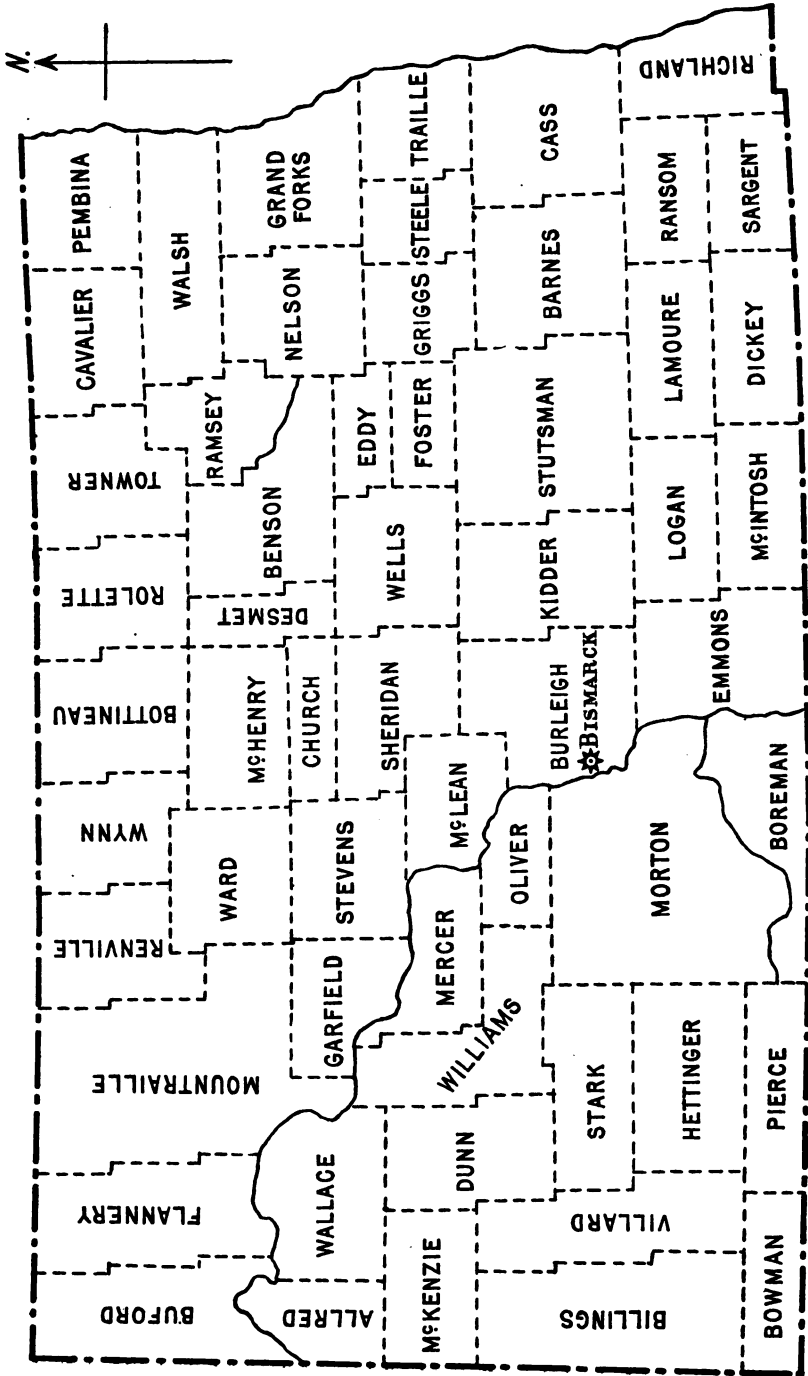 N.
BUFORD
FLANNERY
MOUNTRAILLE
RENVILLE
WYNN
BOTTINEAU
ROLETTE
TOWNER
CAVALIER
PEMBINA
WARD
McHENRY
DESMET
BENSON
RAMSEY
WALSH
NELSON
GRAND
FORKS
ALLRED
WALLACE
GARFIELD
STEVENS
CHURCH
SHERIDAN
WELLS
EDDY
FOSTER
GRIGGS
STEELE
TRAILLE
McKENZIE
DUNN
WILLIAMS
MERCER
McLEAN
OLIVER
BURLEIGH
BISMARCK
KIDDER
STUTSMAN
BARNES
CASS
BILLINGS
VILLARD
STARK
HETTINGER
MORTON
EMMONS
LOGAN
LAMOURE
RANSOM
RICHLAND
BOWMAN
PIERCE
BOREMAN
McINTOSH
DICKEY
SARGENT